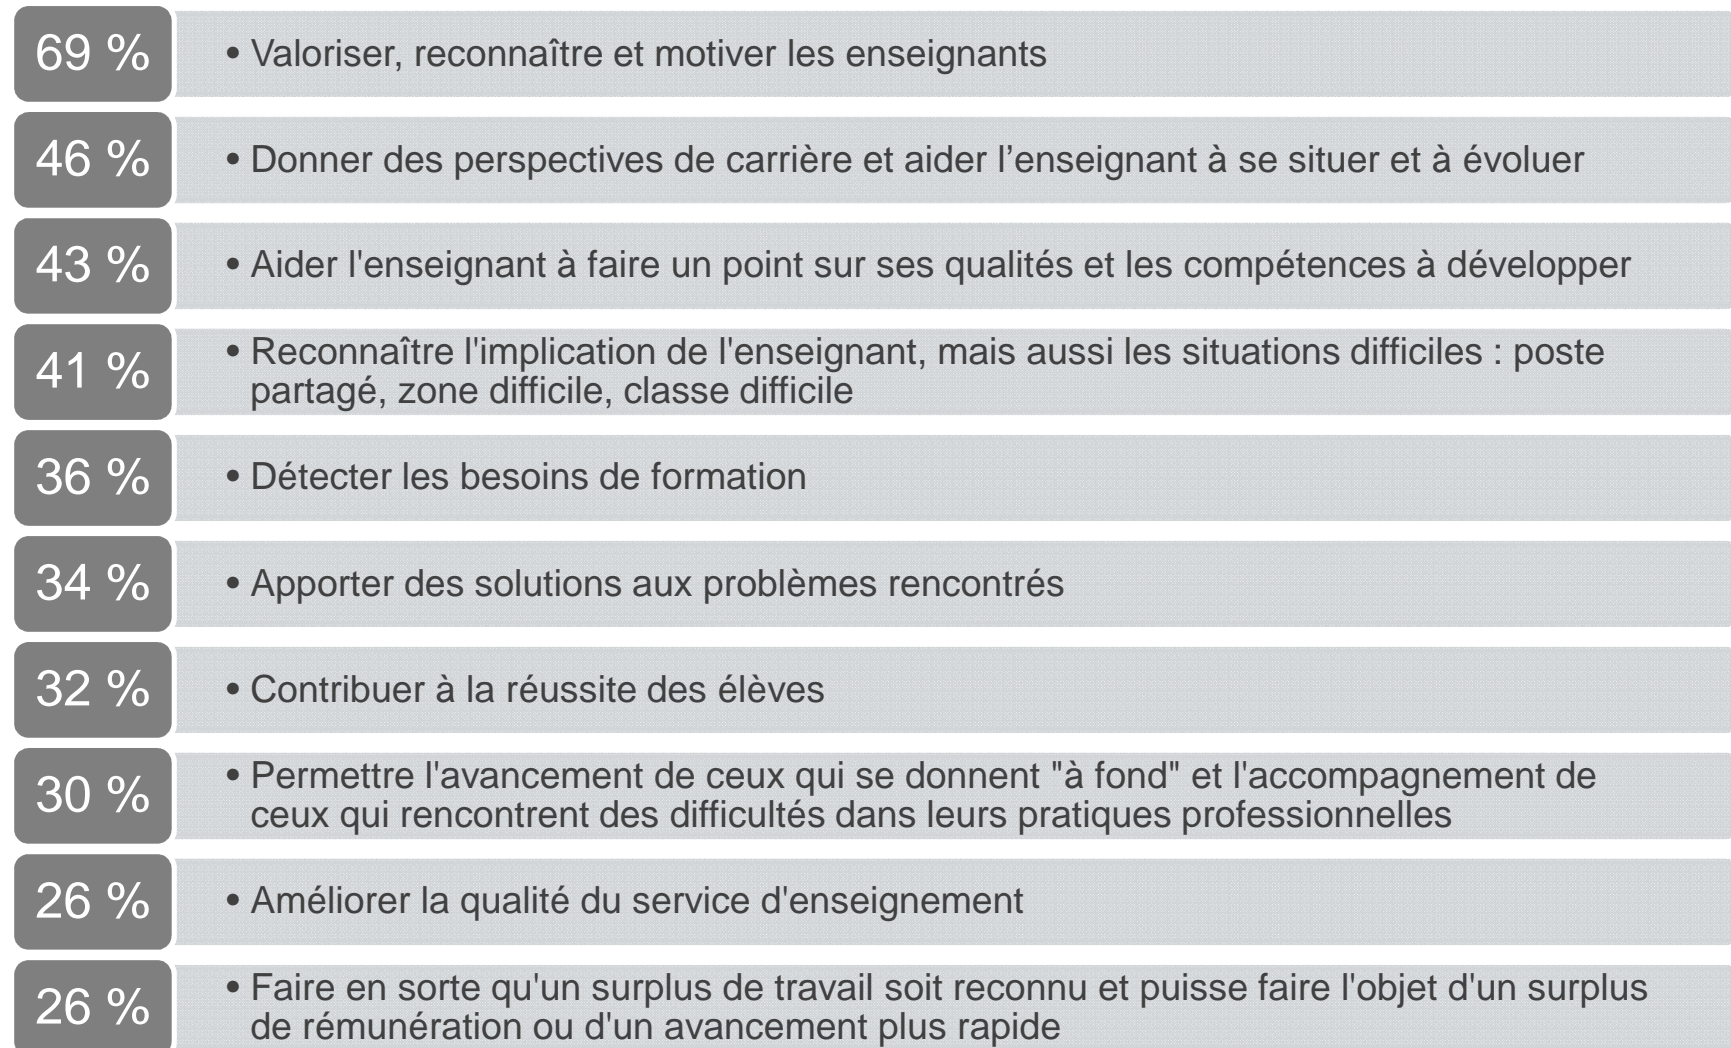 69 %
• Valoriser, reconnaître et motiver les enseignants
46 %
• Donner des perspectives de carrière et aider l’enseignant à se situer et à évoluer
43 %
• Aider l'enseignant à faire un point sur ses qualités et les compétences à développer
41 %
• Reconnaître l'implication de l'enseignant, mais aussi les situations difficiles : poste
partagé, zone difficile, classe difficile
36 %
• Détecter les besoins de formation
34 %
• Apporter des solutions aux problèmes rencontrés
32 %
• Contribuer à la réussite des élèves
30 %
• Permettre l'avancement de ceux qui se donnent "à fond" et l'accompagnement de
ceux qui rencontrent des difficultés dans leurs pratiques professionnelles
26 %
• Améliorer la qualité du service d'enseignement
26 %
• Faire en sorte qu'un surplus de travail soit reconnu et puisse faire l'objet d'un surplus
de rémunération ou d'un avancement plus rapide